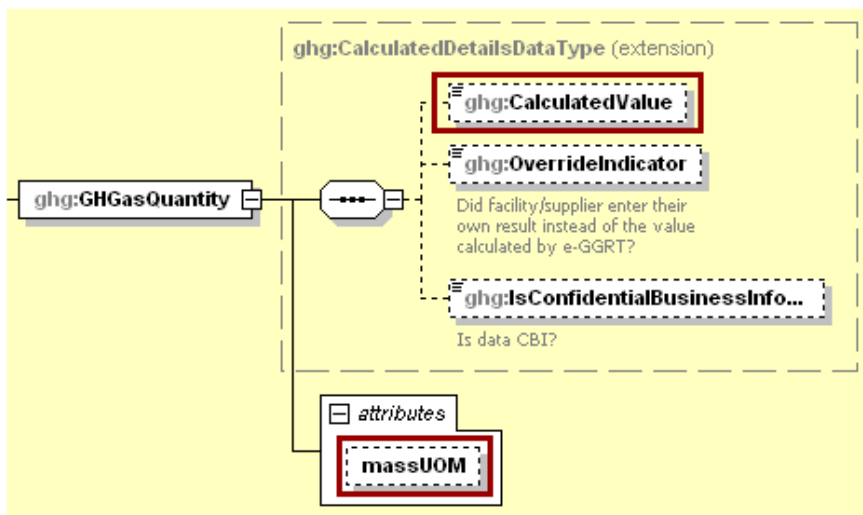 ghg:CalculatedDetailsDataType (extension)
ghg:CalculatedValue
ghg:OverrideIndicator
ghg:GHGasQuantity
Did facility/supplier enter their
own result instead of the value
calculated by e-GGRT?
ghg:IsConfidentialBusinessInfo...
Is data CBI?
attributes
massUOM